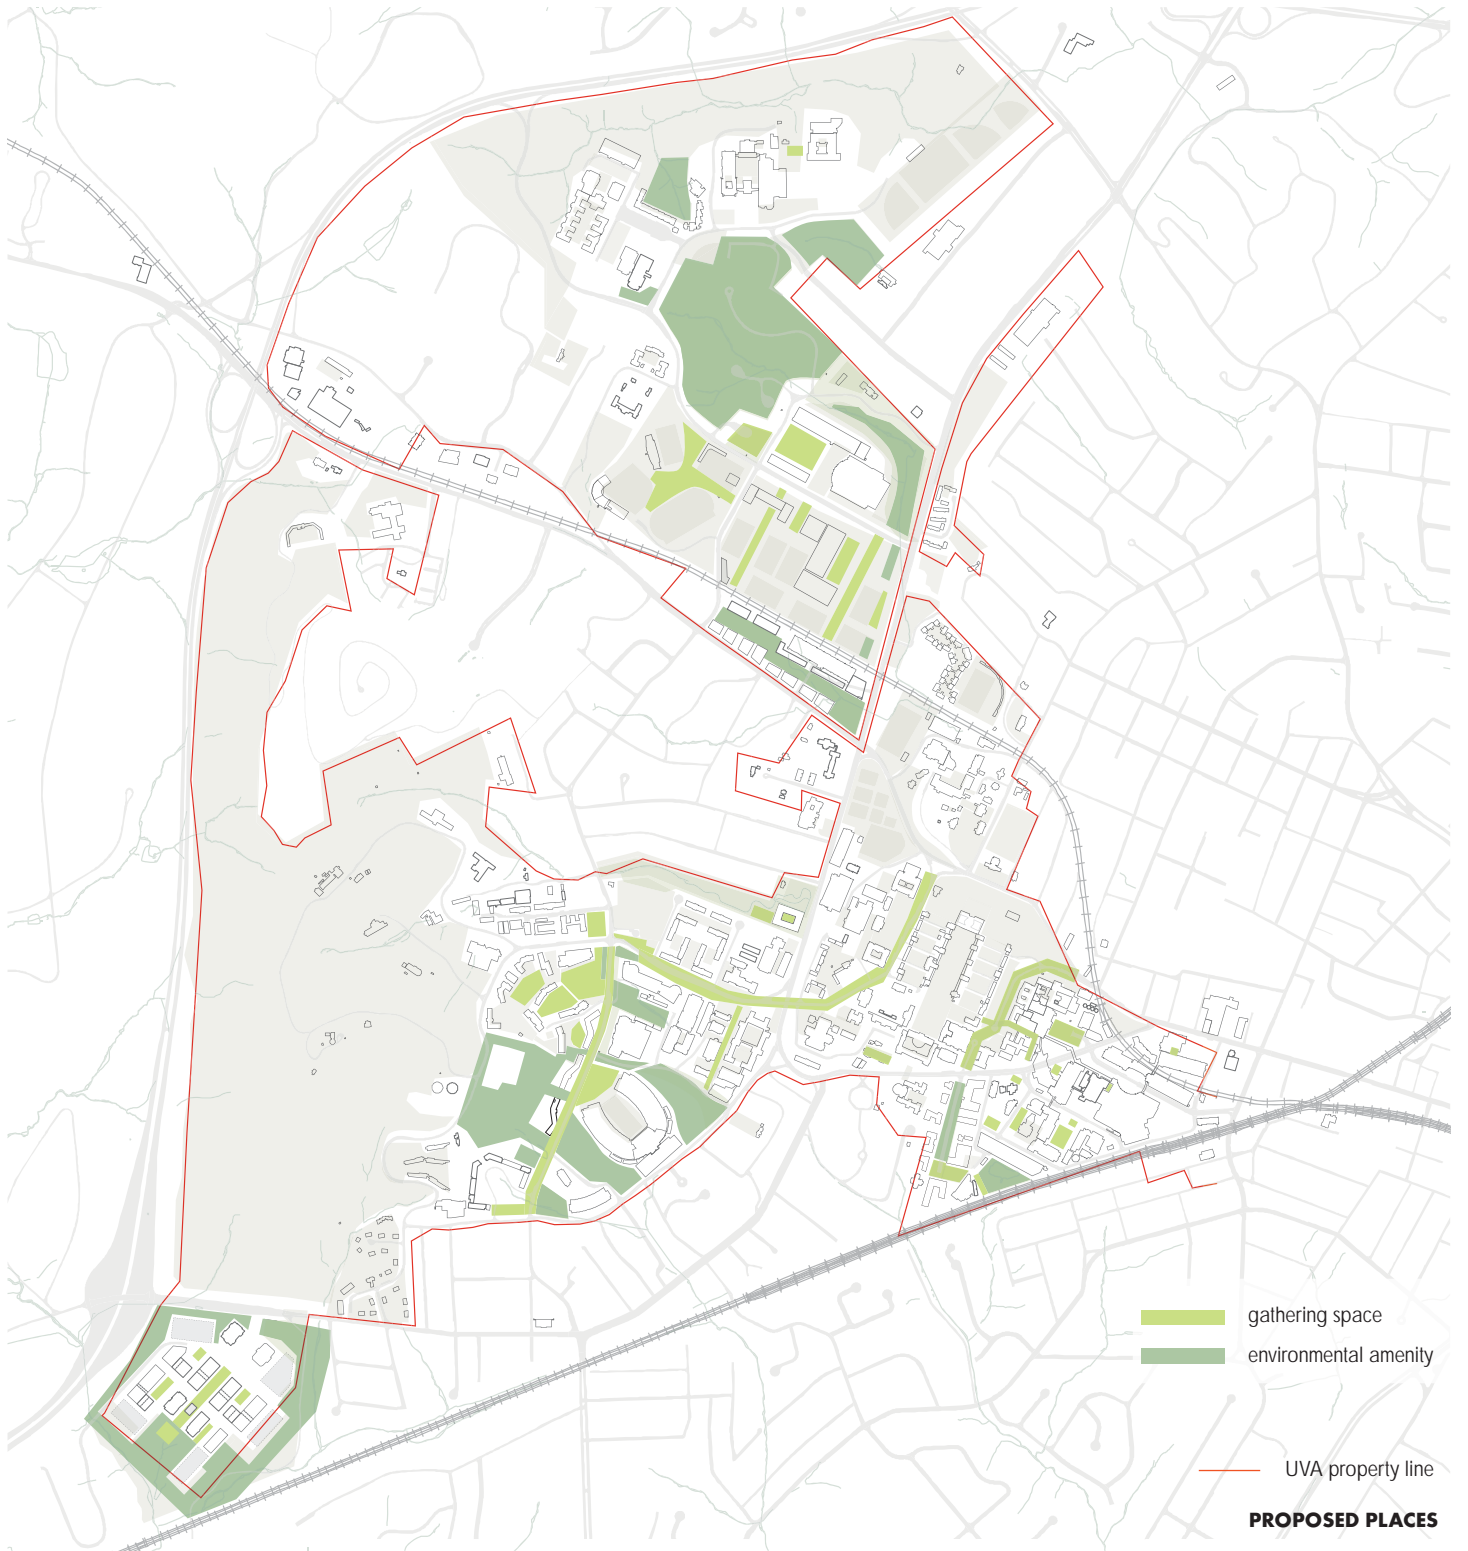 gathering space
environmental amenity
UVA property line
PROPOSED PLACES